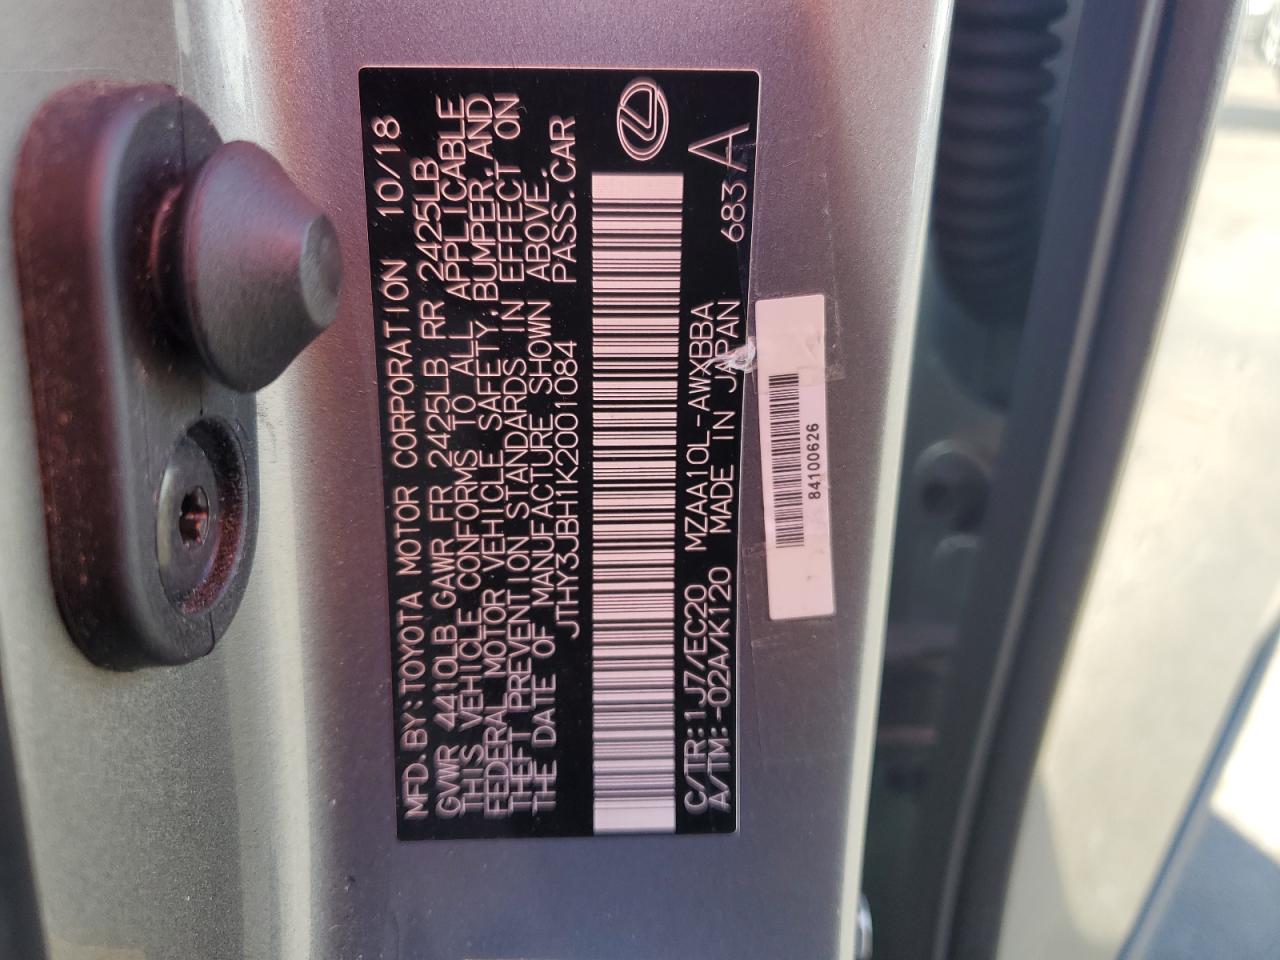 MFD.BY:TOYOTA MOTOR CORPORATION 10/18
GVWR 4410LB GAWR FR 2425LB RR 2425LB
THIS VEHICLE CONFORMS TO ALL APPLICABLE
FEDERAL MOTOR VEHICLE SAFETY,BUMPER,AND
THEFT PREVENTION STANDARDS IN EFFECT ON
THE DATE OF MANUFACTURE SHOWN ABOVE.
JTHY3JBH1K2001084 PASS.CAR
C/TR:1J7/EC20 MZAA10L-AWXBBA 683
A/TM:-02A/K120 MADE IN JAPAN A
84100626